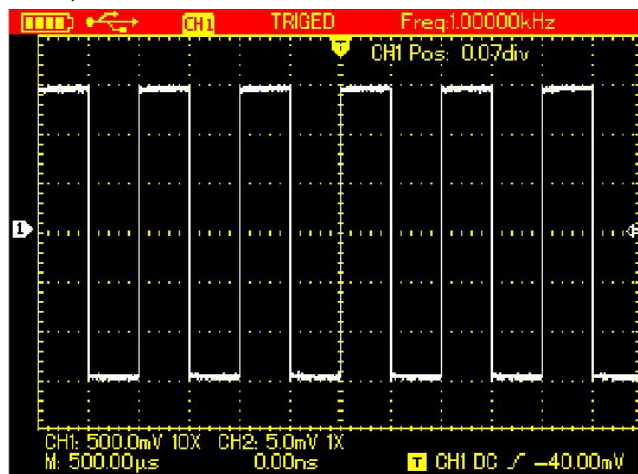 CH1 TRIGED Freq:1.00000kHz
T
CH1 Pos: 0.07div
1
CH1: 500.0mV 10X CH2: 5.0mV 1X
M: 500.00µs 0.00ns T CH1 DC / -40.00mV